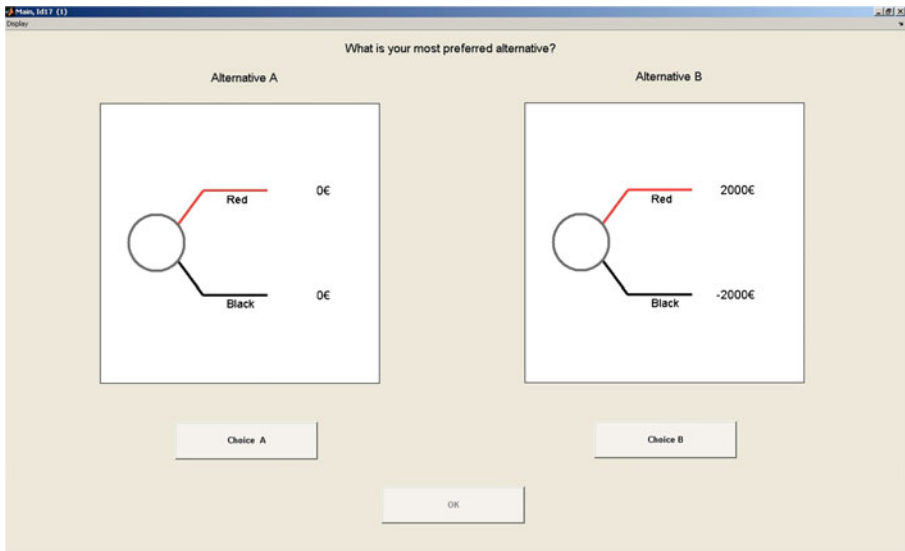 Main, Id17 (1)
Display
What is your most preferred alternative?
Alternative A
Alternative B
0€
Red
0€
Black
2000€
Red
-2000€
Black
Choice A
Choice B
OK